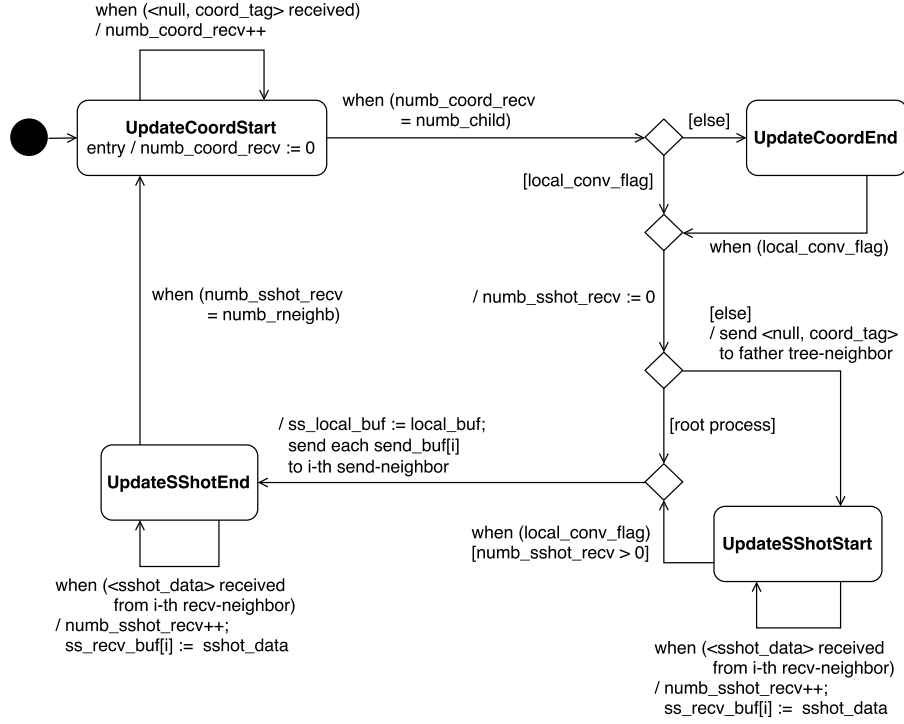 when (<null, coord_tag> received)
/ numb_coord_recv++
UpdateCoordStart
entry / numb_coord_recv := 0
when (numb_coord_recv
= numb_child)
[else]
UpdateCoordEnd
[local_conv_flag]
when (local_conv_flag)
when (numb_sshot_recv
= numb_rneighb)
/ numb_sshot_recv := 0
[else]
/ send <null, coord_tag>
to father tree-neighbor
/ ss_local_buf := local_buf;
send each send_buf[i]
to i-th send-neighbor
[root process]
UpdateSShotEnd
when (local_conv_flag)
[numb_sshot_recv > 0]
UpdateSShotStart
when (<sshot_data> received
from i-th recv-neighbor)
/ numb_sshot_recv++;
ss_recv_buf[i] := sshot_data
when (<sshot_data> received
from i-th recv-neighbor)
/ numb_sshot_recv++;
ss_recv_buf[i] := sshot_data